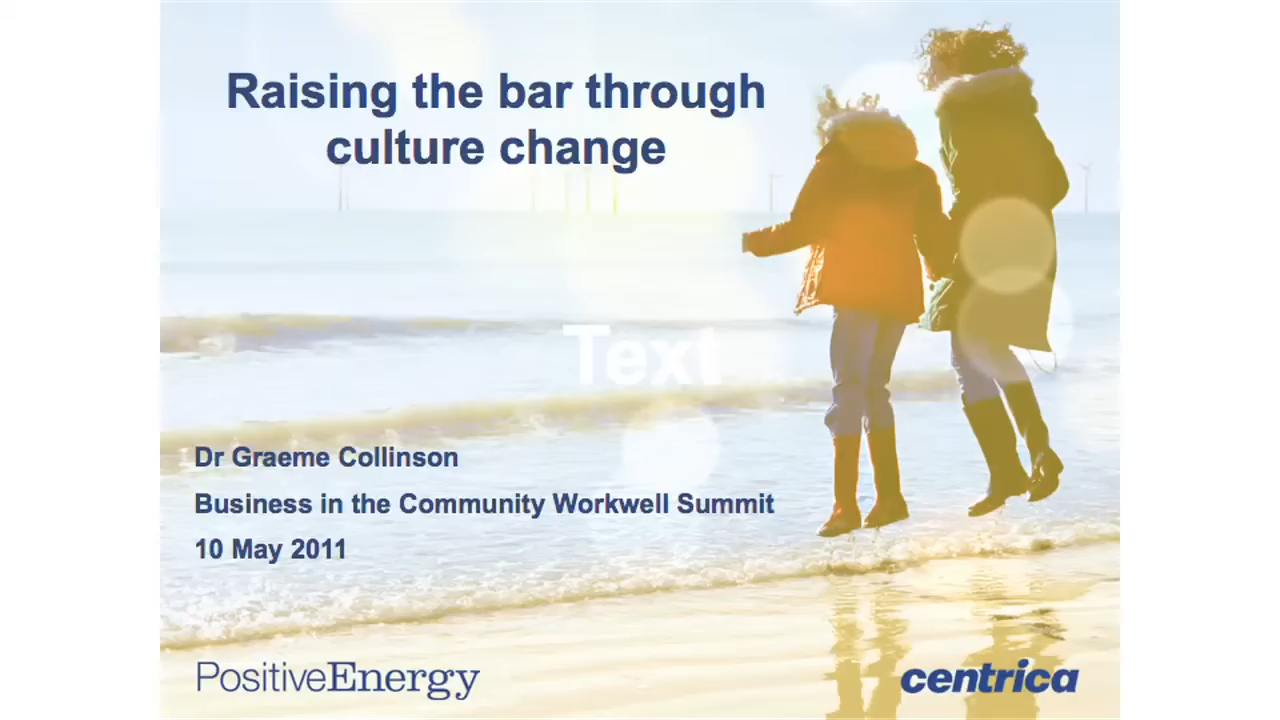 Raising the bar through
culture change
Text
Dr Graeme Collinson
Business in the Community Workwell Summit
10 May 2011
PositiveEnergy
centrica